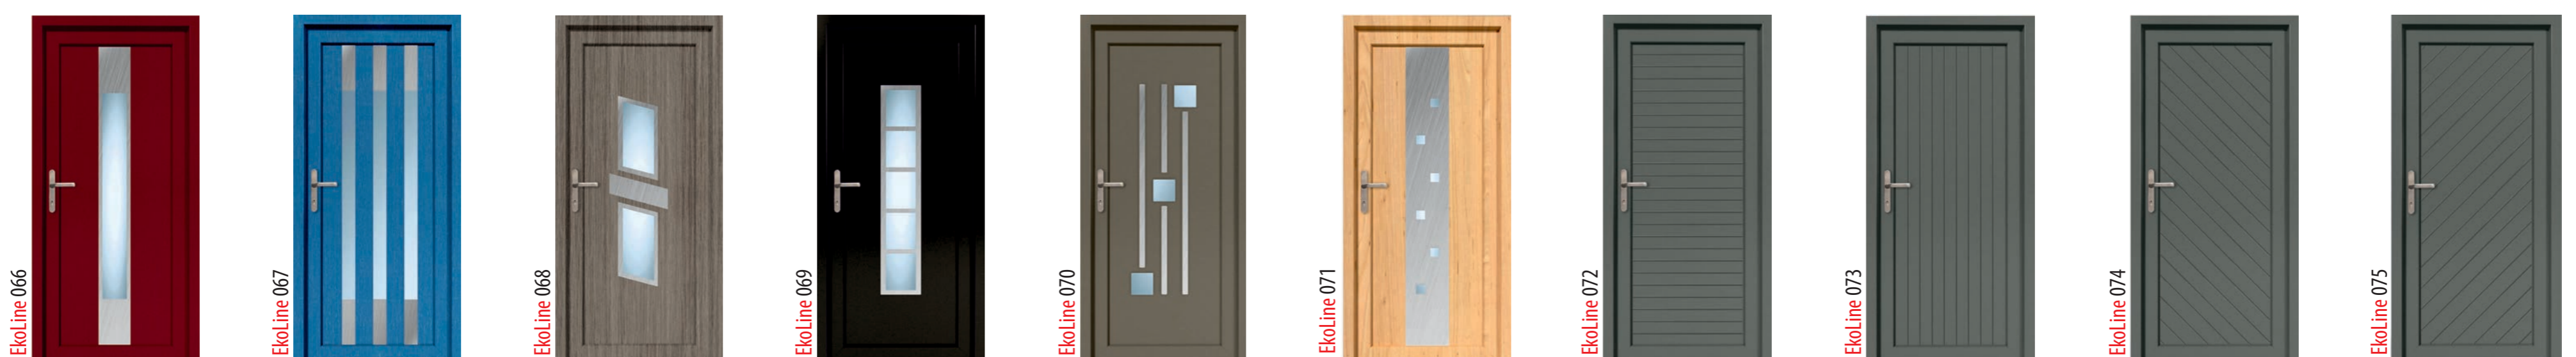 EkoLine 066
EkoLine 067
EkoLine 068
EkoLine 069
EkoLine 070
EkoLine 071
EkoLine 072
EkoLine 073
EkoLine 074
EkoLine 075